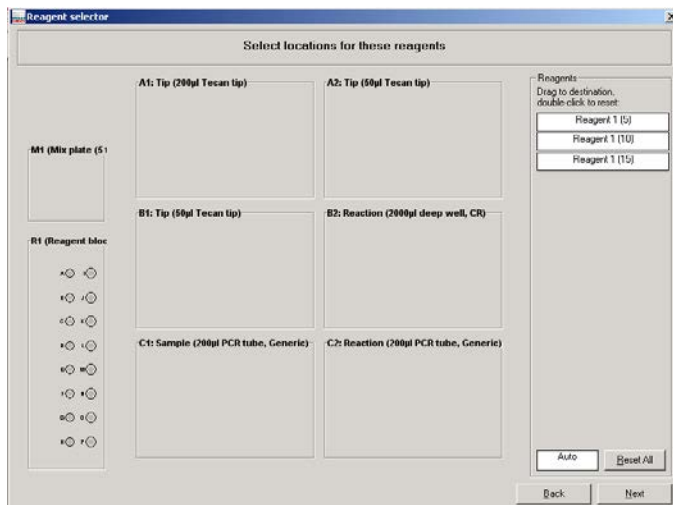 Reagent selector
Select locations for these reagents
M1 (Mix plate (5
R1 (Reagent bloc
A1: Tip (200µl Tecan tip)
A2: Tip (50µl Tecan tip)
B1: Tip (50µl Tecan tip)
B2: Reaction (2000µl deep well, CR)
C1: Sample (200µl PCR tube, Generic)
C2: Reaction (200µl PCR tube, Generic)
Reagents
Drag to destination,
double-click to reset:
Reagent 1 (5)
Reagent 1 (10)
Reagent 1 (15)
Auto
Reset All
Back
Next